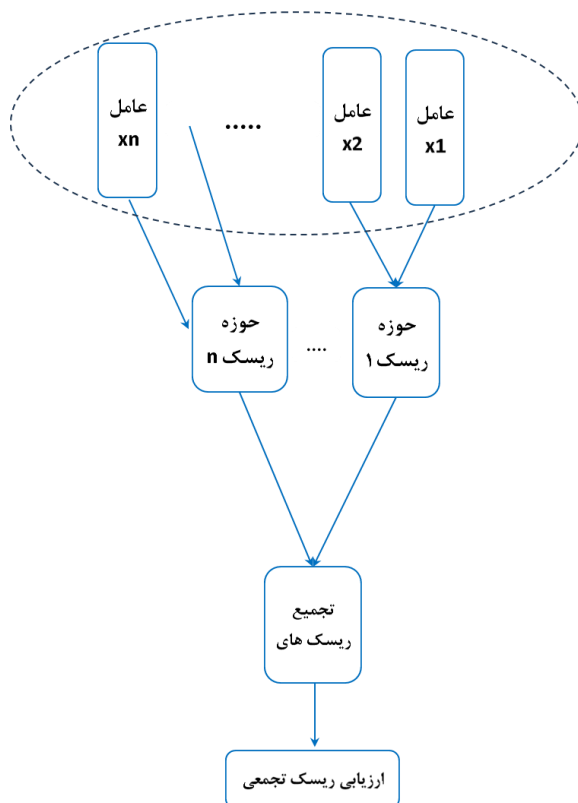 عامل
x1
عامل
x2
.....
عامل
xn
حوزه
ریسک ۱
....
حوزه
ریسک n
تجمیع
ریسک های
ارزیابی ریسک تجمعی